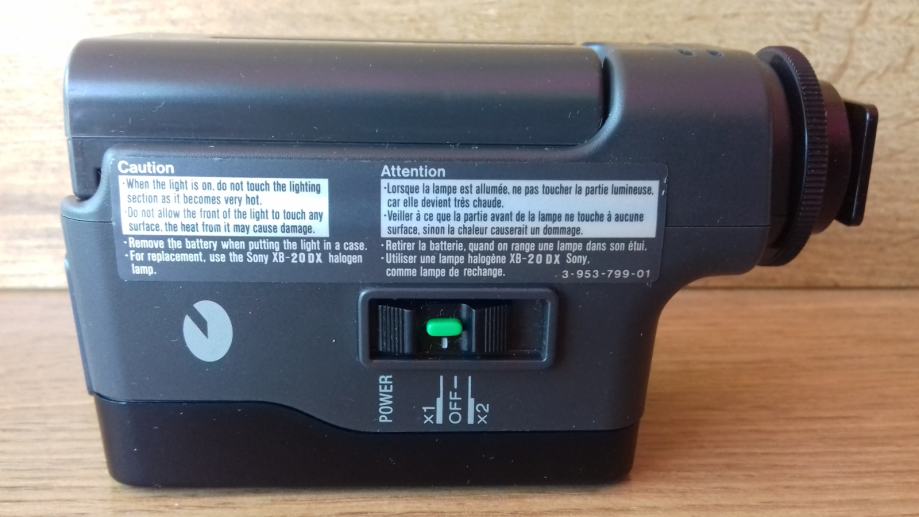 Caution
·When the light is on, do not touch the lighting
section as it becomes very hot.
·Do not allow the front of the light to touch any
surface, the heat from it may cause damage.
·Remove the battery when putting the light in a case.
·For replacement, use the Sony XB-20DX halogen
lamp.
Attention
·Lorsque la lampe est allumée, ne pas toucher la partie lumineuse,
car elle devient très chaude.
·Veiller à ce que la partie avant de la lampe ne touche à aucune
surface, sinon la chaleur causerait un dommage.
·Retirer la batterie, quand on range une lampe dans son étui.
·Utiliser une lampe halogène XB-20DX Sony,
comme lampe de rechange.
3-953-799-01
POWER
x1
OFF
x2